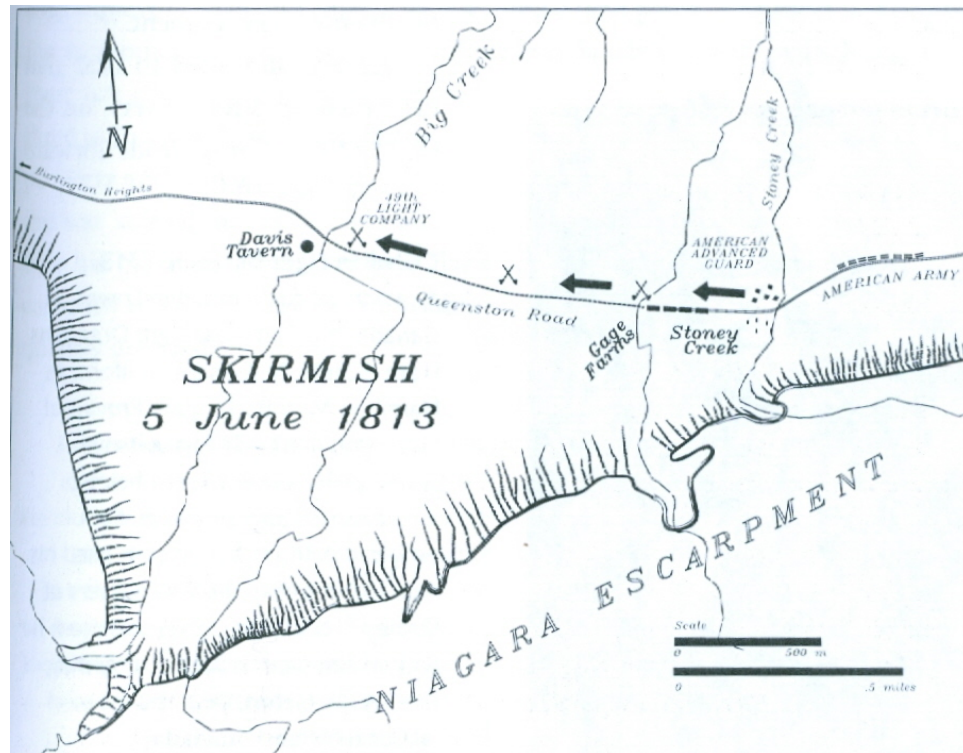 N
← Burlington Heights
Big Creek
Stoney Creek
49th
LIGHT
COMPANY
Davis
Tavern
AMERICAN
ADVANCED
GUARD
AMERICAN ARMY
Queenston Road
Gage
Farms
Stoney
Creek
SKIRMISH
5 June 1813
NIAGARA ESCARPMENT
Scale
0 500 m
0 .5 miles